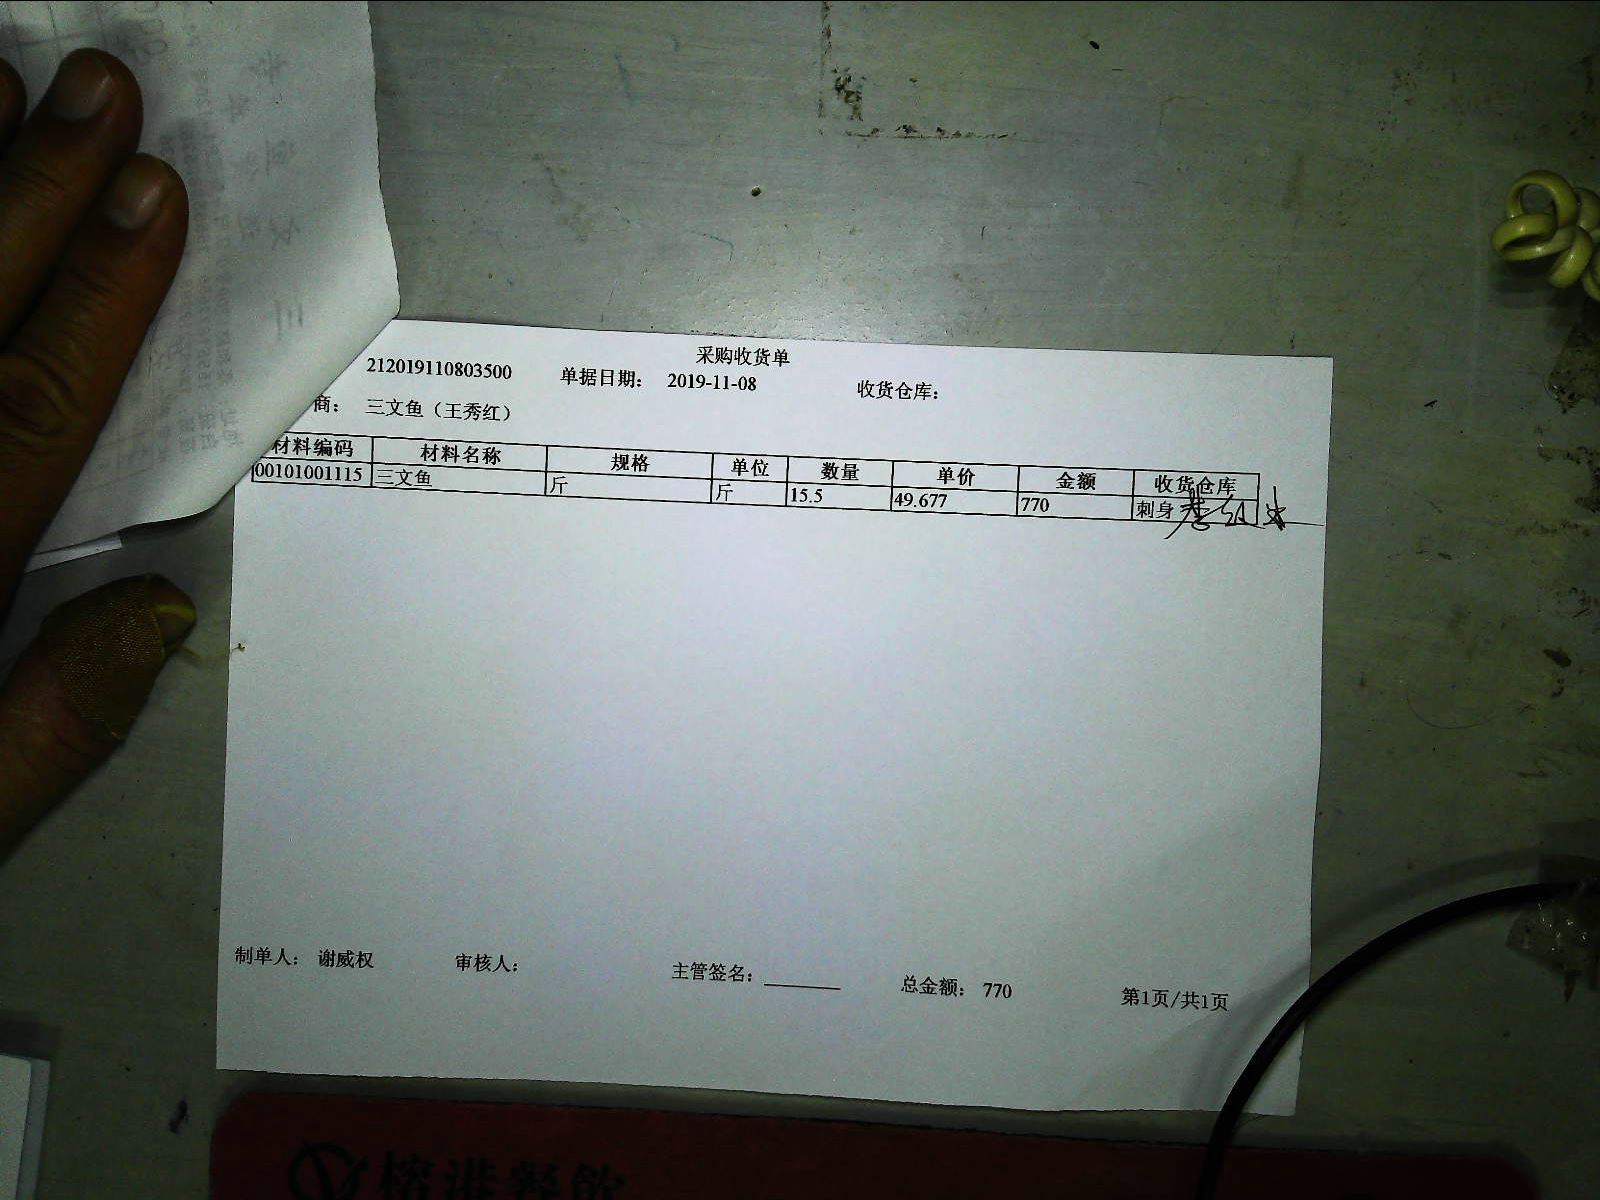 采购收货单
212019110803500 单据日期: 2019-11-08 收货仓库:
商: 三文鱼（王秀红）
材料编码 材料名称 规格 单位 数量 单价 金额 收货仓库
00101001115 三文鱼 斤 斤 15.5 49.677 770 刺身
制单人: 谢威权 审核人: 主管签名: 总金额: 770 第1页/共1页